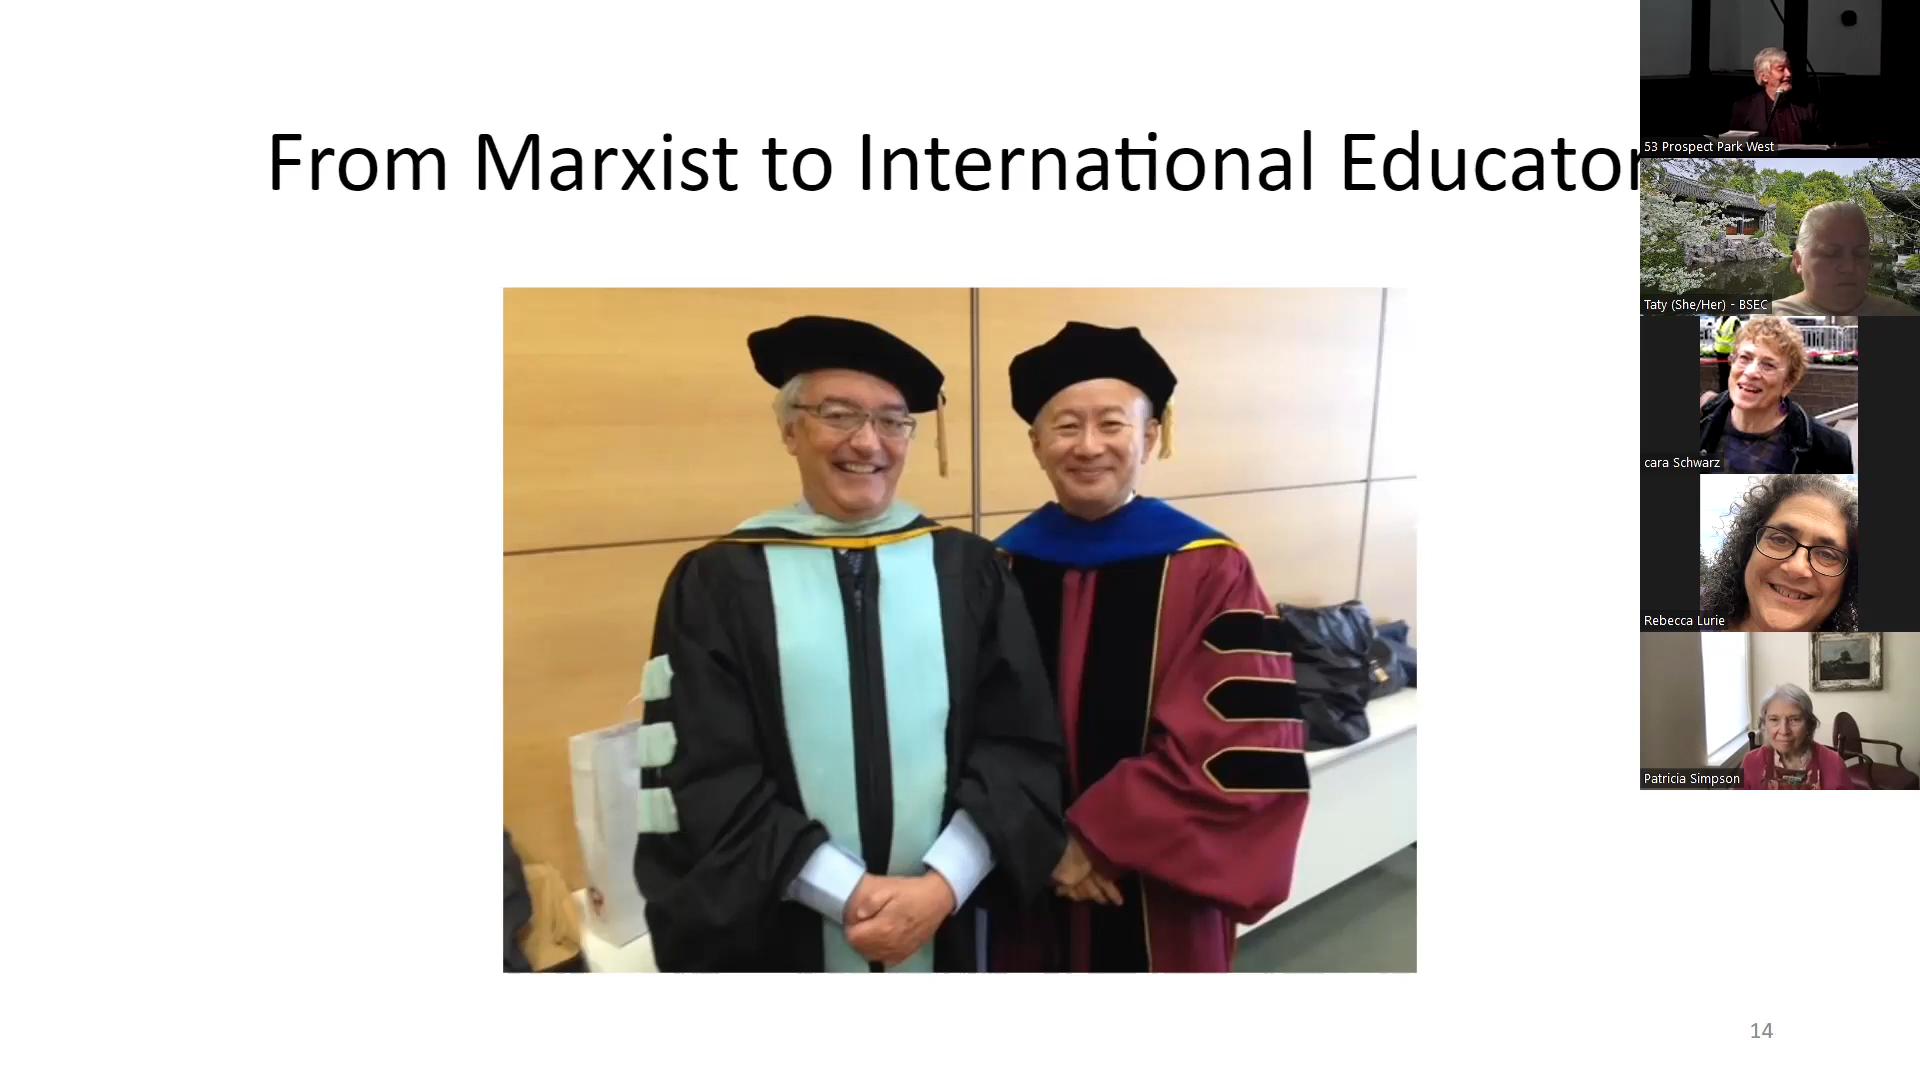 From Marxist to International Educator
53 Prospect Park West
Taty (She/Her) - BSEC
cara Schwarz
Rebecca Lurie
Patricia Simpson
14